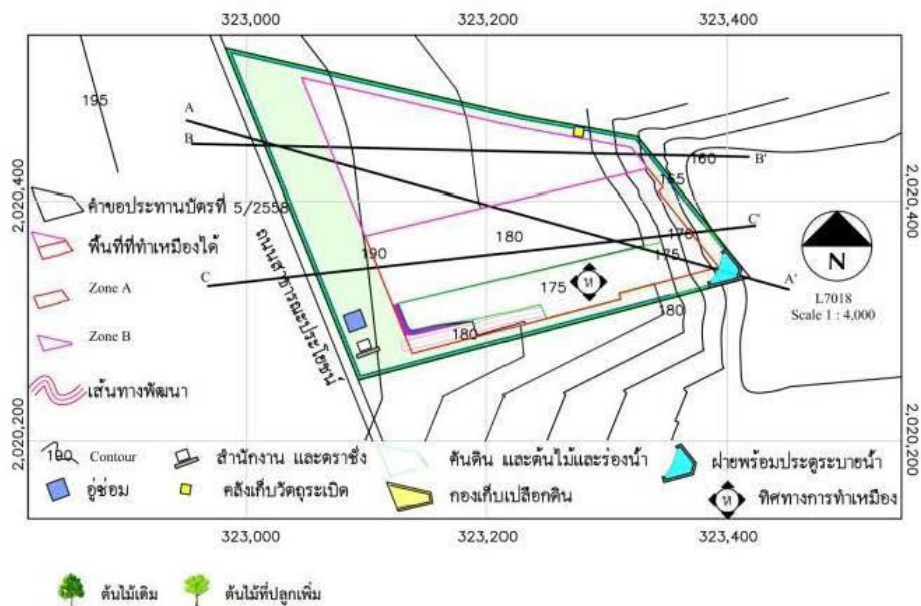 323,000 323,200 323,400
195
A
B
160 B'
165
2,020,400 2,020,400
คำขอประทานบัตรที่ 5/2558
170 C'
180
พื้นที่ที่ทำเหมืองได้
190 175
N
C
175 ห A'
L7018
Zone A
Scale 1 : 4,000
180
180
Zone B
ถนนสาธารณะประโยชน์
เส้นทางพัฒนา
2,020,200 2,020,200
190 Contour
สำนักงาน และตราชั่ง
คันดิน และต้นไม้และร่องน้ำ
ฝายพร้อมประตูระบายน้ำ
อู่ซ่อม
คลังเก็บวัตถุระเบิด
กองเก็บเปลือกดิน
ห ทิศทางการทำเหมือง
323,000 323,200 323,400
ต้นไม้เดิม
ต้นไม้ที่ปลูกเพิ่ม